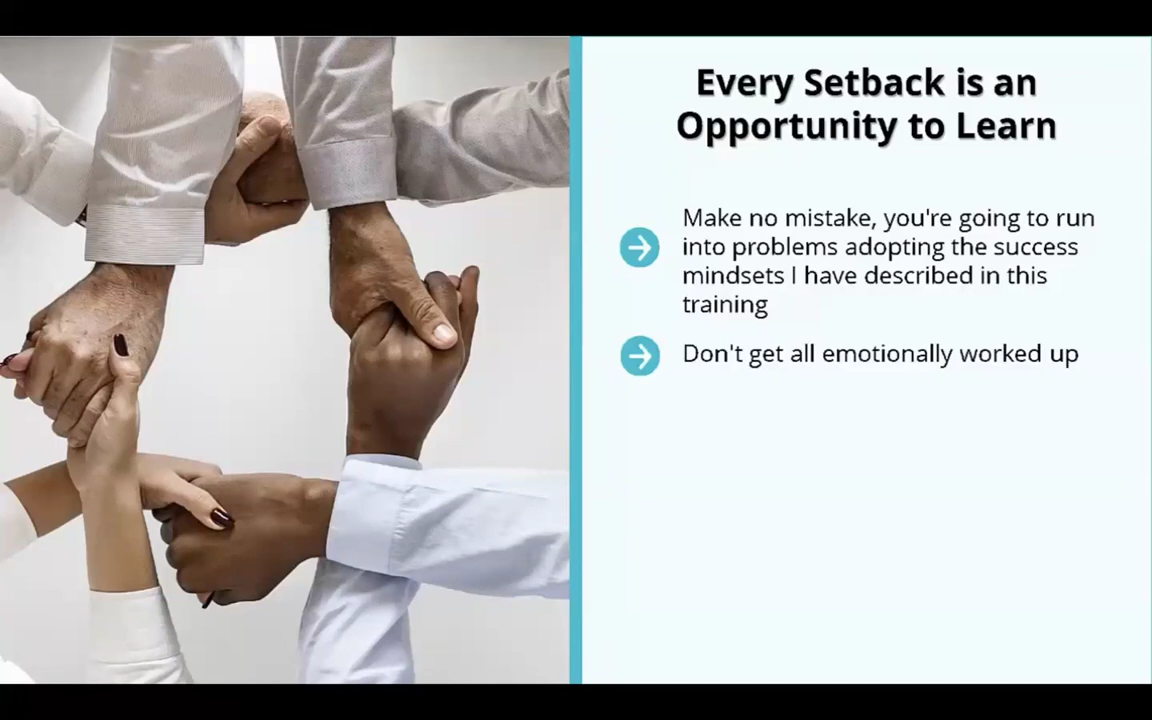 Every Setback is an
Opportunity to Learn
Make no mistake, you're going to run
into problems adopting the success
mindsets I have described in this
training
Don't get all emotionally worked up